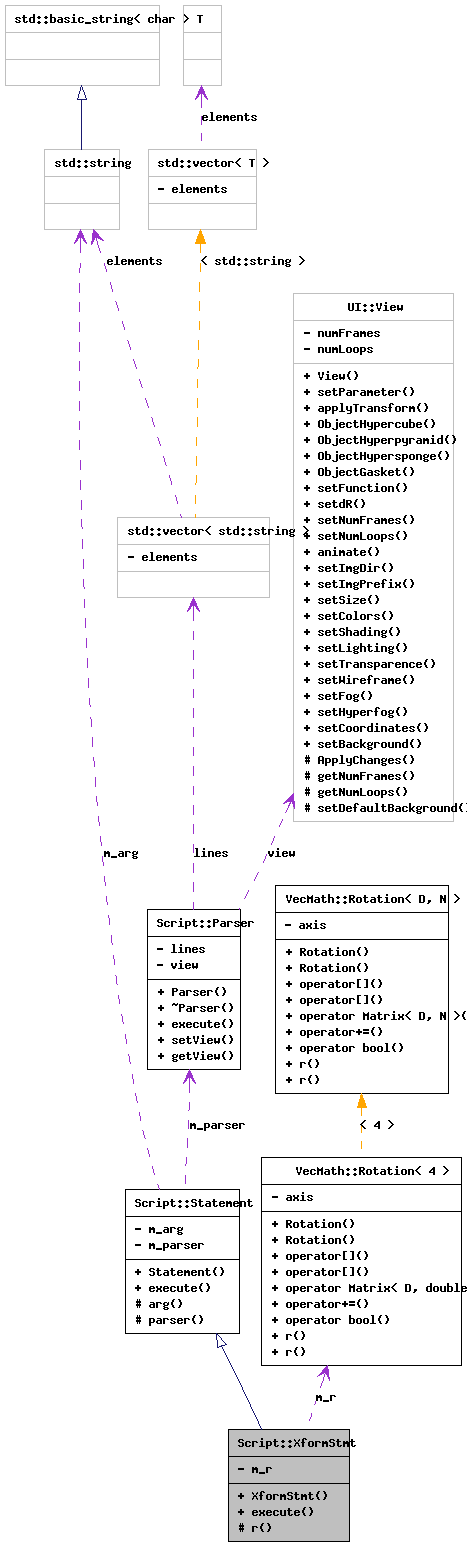 std::basic_string< char >
T
elements
std::string
std::vector< T >
- elements
elements
< std::string >
UI::View
- numFrames
- numLoops
+ View()
+ setParameter()
+ applyTransform()
+ ObjectHypercube()
+ ObjectHyperpyramid()
+ ObjectHypersponge()
+ ObjectGasket()
+ setFunction()
+ setdR()
+ setNumFrames()
+ setNumLoops()
+ animate()
+ setImgDir()
+ setImgPrefix()
+ setSize()
+ setColors()
+ setShading()
+ setLighting()
+ setTransparence()
+ setWireframe()
+ setFog()
+ setHyperfog()
+ setCoordinates()
+ setBackground()
# ApplyChanges()
# getNumFrames()
# getNumLoops()
# setDefaultBackground()
std::vector< std::string >
- elements
m_arg
lines
view
Script::Parser
- lines
- view
+ Parser()
+ ~Parser()
+ execute()
+ setView()
+ getView()
VecMath::Rotation< D, N >
- axis
+ Rotation()
+ Rotation()
+ operator[]()
+ operator[]()
+ operator Matrix< D, N >(
+ operator+=()
+ operator bool()
+ r()
+ r()
m_parser
< 4 >
Script::Statement
- m_arg
- m_parser
+ Statement()
+ execute()
# arg()
# parser()
VecMath::Rotation< 4 >
- axis
+ Rotation()
+ Rotation()
+ operator[]()
+ operator[]()
+ operator Matrix< D, double
+ operator+=()
+ operator bool()
+ r()
+ r()
m_r
Script::XformStmt
- m_r
+ XformStmt()
+ execute()
# r()